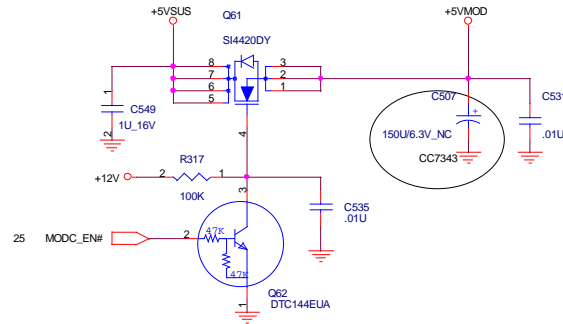 +5VSUS
Q61
+5VMOD
SI4420DY
8
7
6
5
3
2
1
1
C549
2
1U_16V
4
C507
150U/6.3V_NC
+
CC7343
C531
.01U
R317
+12V
2
1
100K
3
C535
.01U
25
MODC_EN#
2
47K
47K
1
Q62
DTC144EUA